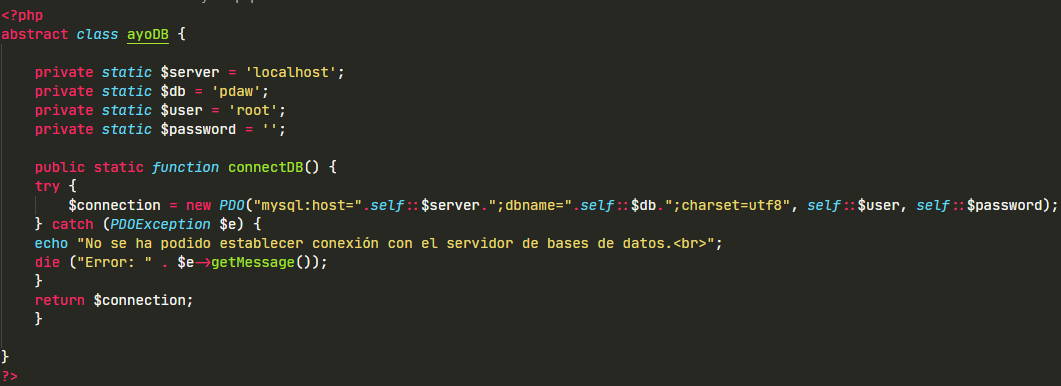 <?php
abstract class ayoDB {
private static $server = 'localhost';
private static $db = 'pdaw';
private static $user = 'root';
private static $password = '';
public static function connectDB() {
try {
$connection = new PDO("mysql:host=".self::$server.";dbname=".self::$db.";charset=utf8", self::$user, self::$password);
} catch (PDOException $e) {
echo "No se ha podido establecer conexión con el servidor de bases de datos.<br>";
die ("Error: " . $e->getMessage());
}
return $connection;
}
}
?>